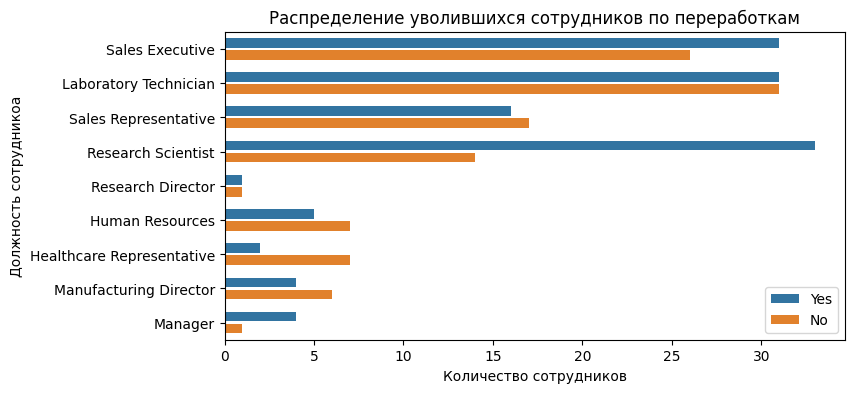 Распределение уволившихся сотрудников по переработкам
Должность сотрудникоа
Sales Executive
Laboratory Technician
Sales Representative
Research Scientist
Research Director
Human Resources
Healthcare Representative
Manufacturing Director
Manager
Yes
No
0 5 10 15 20 25 30
Количество сотрудников